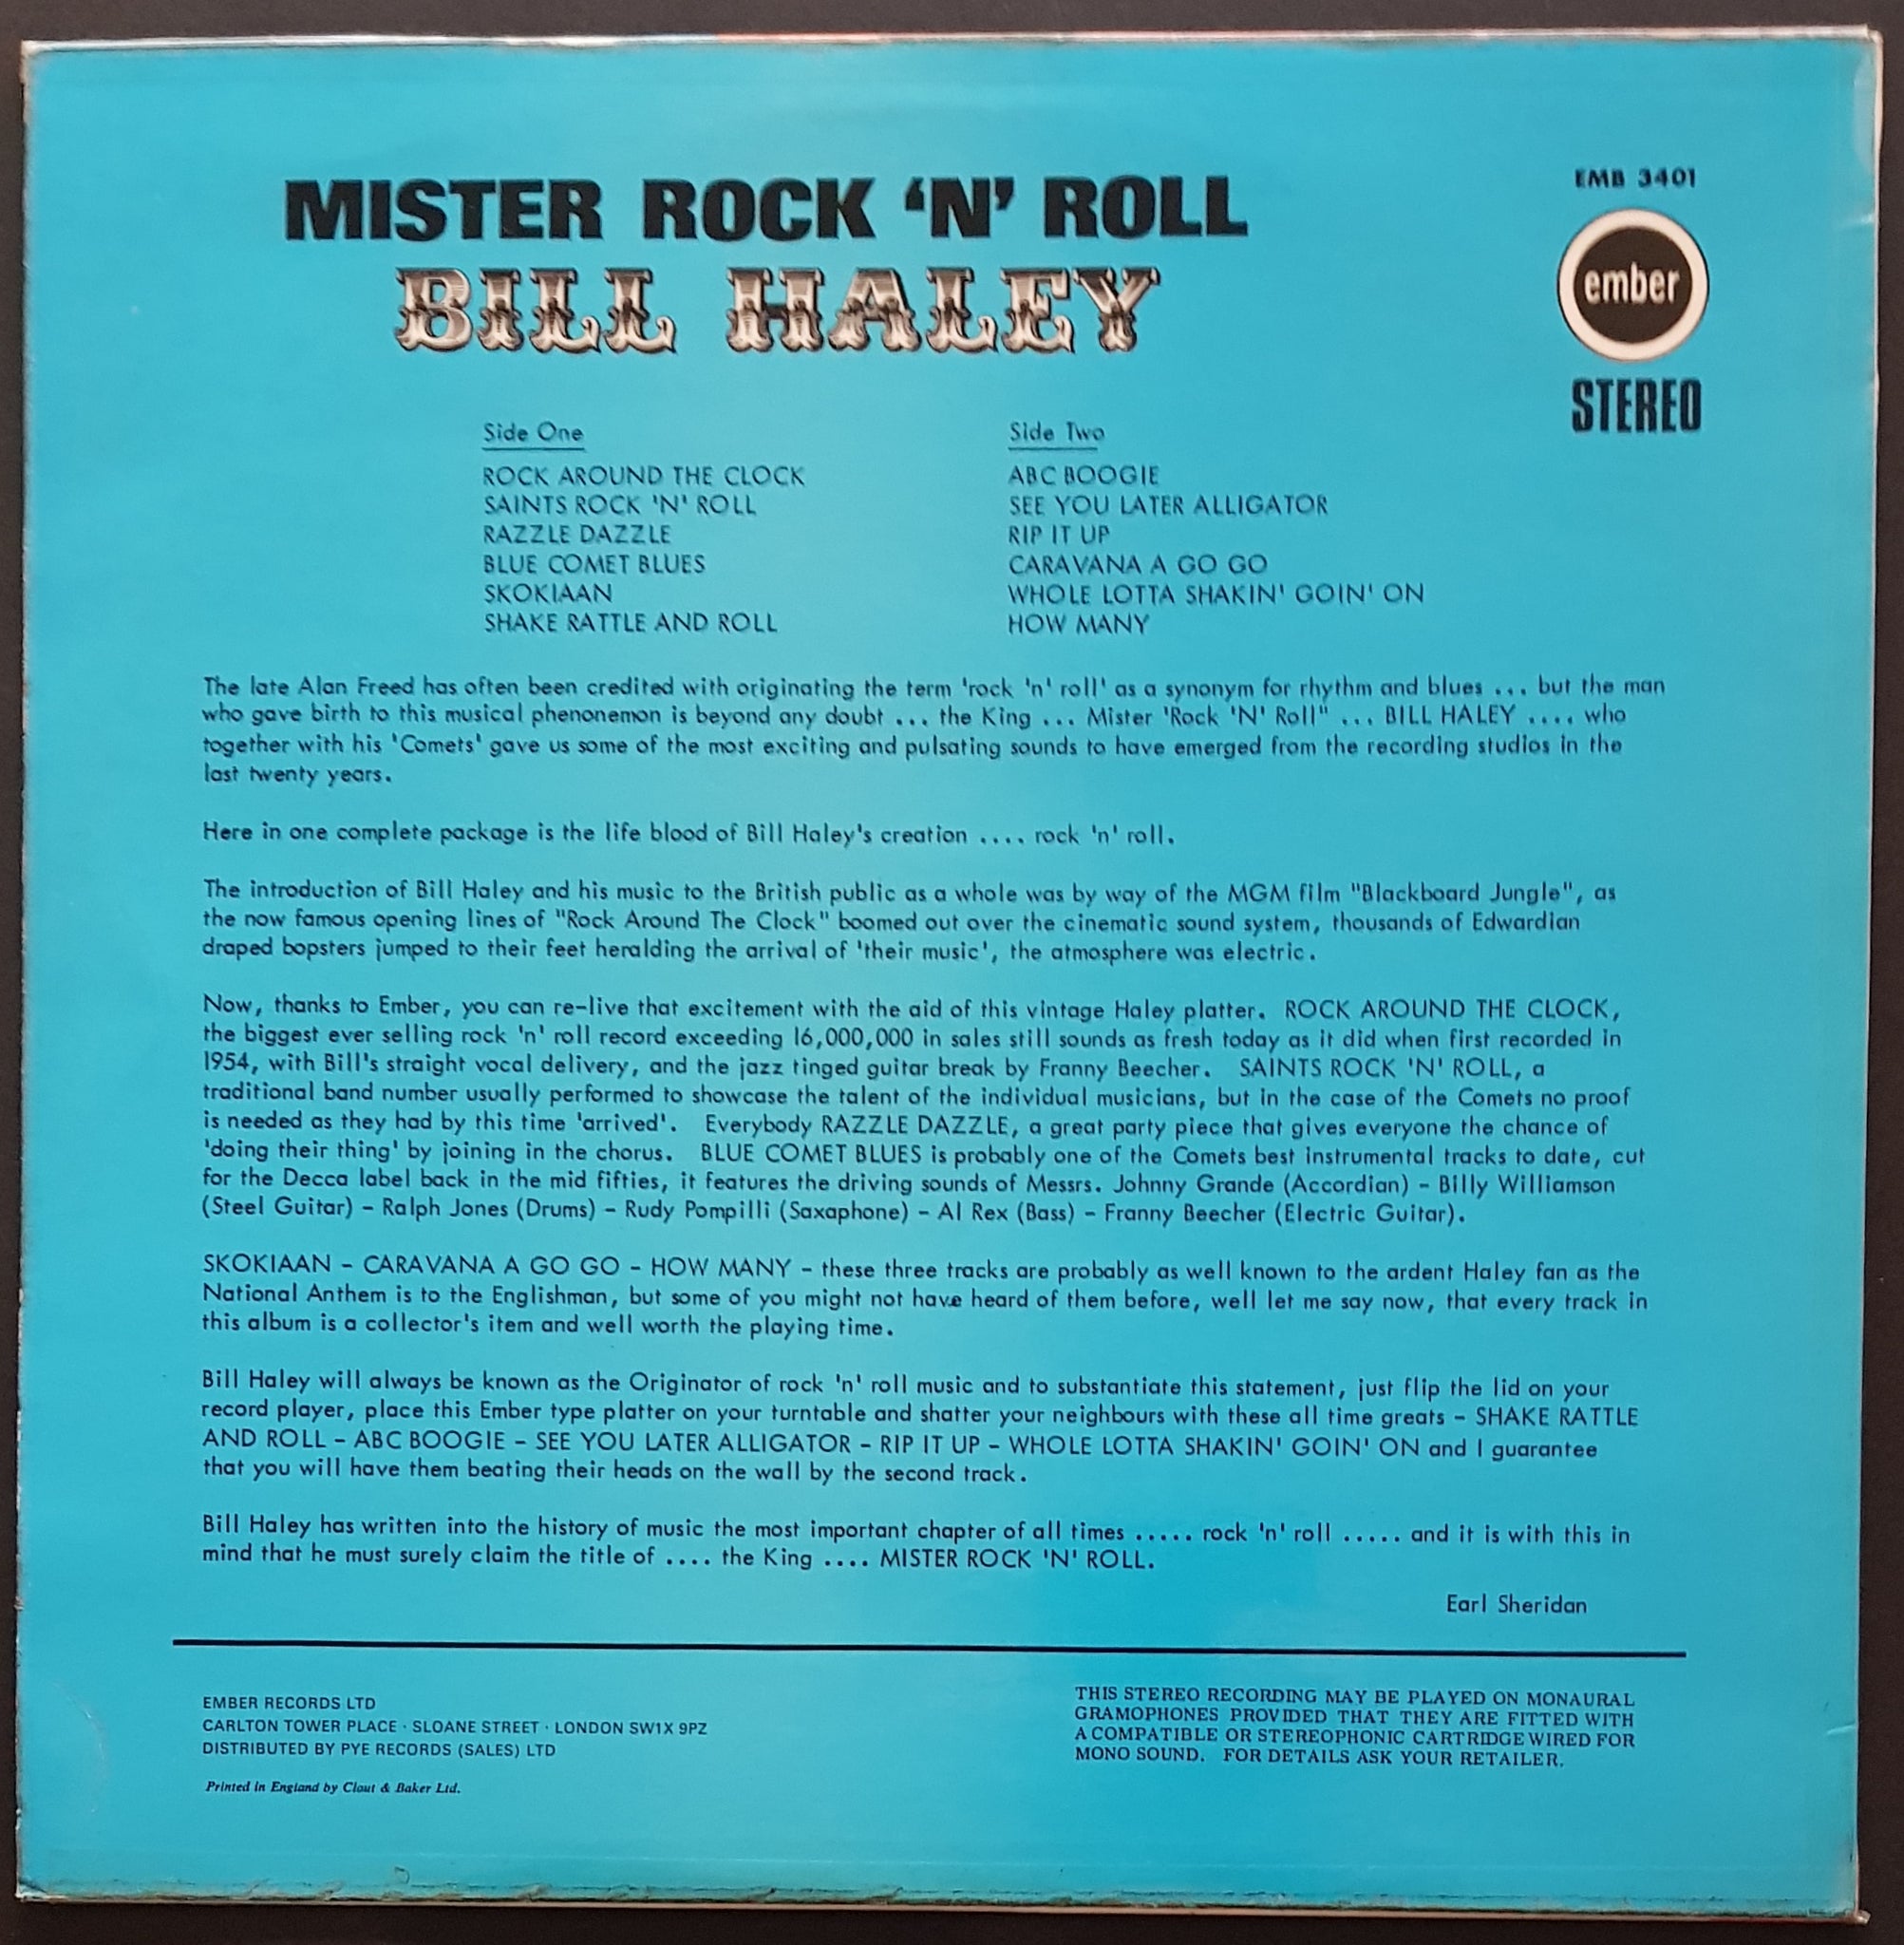 MISTER ROCK 'N' ROLL
BILL HALEY
EMB 3401
ember
STEREO
Side One
ROCK AROUND THE CLOCK
SAINTS ROCK 'N' ROLL
RAZZLE DAZZLE
BLUE COMET BLUES
SKOKIAAN
SHAKE RATTLE AND ROLL
Side Two
ABC BOOGIE
SEE YOU LATER ALLIGATOR
RIP IT UP
CARAVANA A GO GO
WHOLE LOTTA SHAKIN' GOIN' ON
HOW MANY
The late Alan Freed has often been credited with originating the term 'rock 'n' roll' as a synonym for rhythm and blues ... but the man
who gave birth to this musical phenonemon is beyond any doubt ... the King ... Mister 'Rock 'N' Roll" ... BILL HALEY .... who
together with his 'Comets' gave us some of the most exciting and pulsating sounds to have emerged from the recording studios in the
last twenty years.
Here in one complete package is the life blood of Bill Haley's creation .... rock 'n' roll.
The introduction of Bill Haley and his music to the British public as a whole was by way of the MGM film "Blackboard Jungle", as
the now famous opening lines of "Rock Around The Clock" boomed out over the cinematic sound system, thousands of Edwardian
draped bopsters jumped to their feet heralding the arrival of 'their music', the atmosphere was electric.
Now, thanks to Ember, you can re-live that excitement with the aid of this vintage Haley platter. ROCK AROUND THE CLOCK,
the biggest ever selling rock 'n' roll record exceeding 16,000,000 in sales still sounds as fresh today as it did when first recorded in
1954, with Bill's straight vocal delivery, and the jazz tinged guitar break by Franny Beecher. SAINTS ROCK 'N' ROLL, a
traditional band number usually performed to showcase the talent of the individual musicians, but in the case of the Comets no proof
is needed as they had by this time 'arrived'. Everybody RAZZLE DAZZLE, a great party piece that gives everyone the chance of
'doing their thing' by joining in the chorus. BLUE COMET BLUES is probably one of the Comets best instrumental tracks to date, cut
for the Decca label back in the mid fifties, it features the driving sounds of Messrs. Johnny Grande (Accordian) - Billy Williamson
(Steel Guitar) - Ralph Jones (Drums) - Rudy Pompilli (Saxaphone) - Al Rex (Bass) - Franny Beecher (Electric Guitar).
SKOKIAAN - CARAVANA A GO GO - HOW MANY - these three tracks are probably as well known to the ardent Haley fan as the
National Anthem is to the Englishman, but some of you might not have heard of them before, well let me say now, that every track in
this album is a collector's item and well worth the playing time.
Bill Haley will always be known as the Originator of rock 'n' roll music and to substantiate this statement, just flip the lid on your
record player, place this Ember type platter on your turntable and shatter your neighbours with these all time greats - SHAKE RATTLE
AND ROLL - ABC BOOGIE - SEE YOU LATER ALLIGATOR - RIP IT UP - WHOLE LOTTA SHAKIN' GOIN' ON and I guarantee
that you will have them beating their heads on the wall by the second track.
Bill Haley has written into the history of music the most important chapter of all times ..... rock 'n' roll ..... and it is with this in
mind that he must surely claim the title of .... the King .... MISTER ROCK 'N' ROLL.
Earl Sheridan
EMBER RECORDS LTD
CARLTON TOWER PLACE · SLOANE STREET · LONDON SW1X 9PZ
DISTRIBUTED BY PYE RECORDS (SALES) LTD
Printed in England by Clout & Baker Ltd.
THIS STEREO RECORDING MAY BE PLAYED ON MONAURAL
GRAMOPHONES PROVIDED THAT THEY ARE FITTED WITH
A COMPATIBLE OR STEREOPHONIC CARTRIDGE WIRED FOR
MONO SOUND. FOR DETAILS ASK YOUR RETAILER.